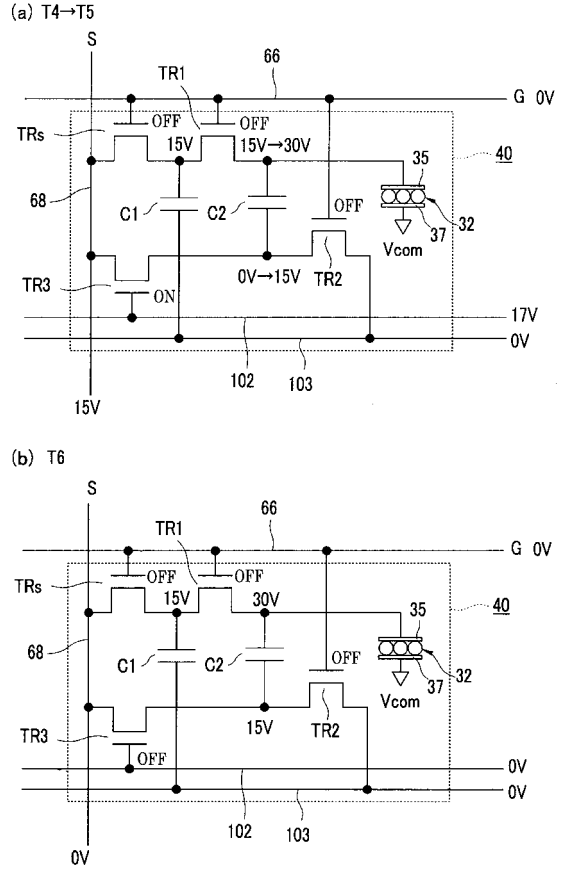 (a) T4→T5
S
TR1
66
G 0V
TRs
OFF
OFF
15V
15V→30V
40
35
68
C1
C2
OFF
32
37
Vcom
0V→15V
TR2
TR3
ON
17V
0V
102
103
15V
(b) T6
S
TR1
66
G 0V
TRs
OFF
OFF
15V
30V
40
35
68
C1
C2
OFF
32
37
Vcom
15V
TR2
TR3
OFF
0V
0V
102
103
0V